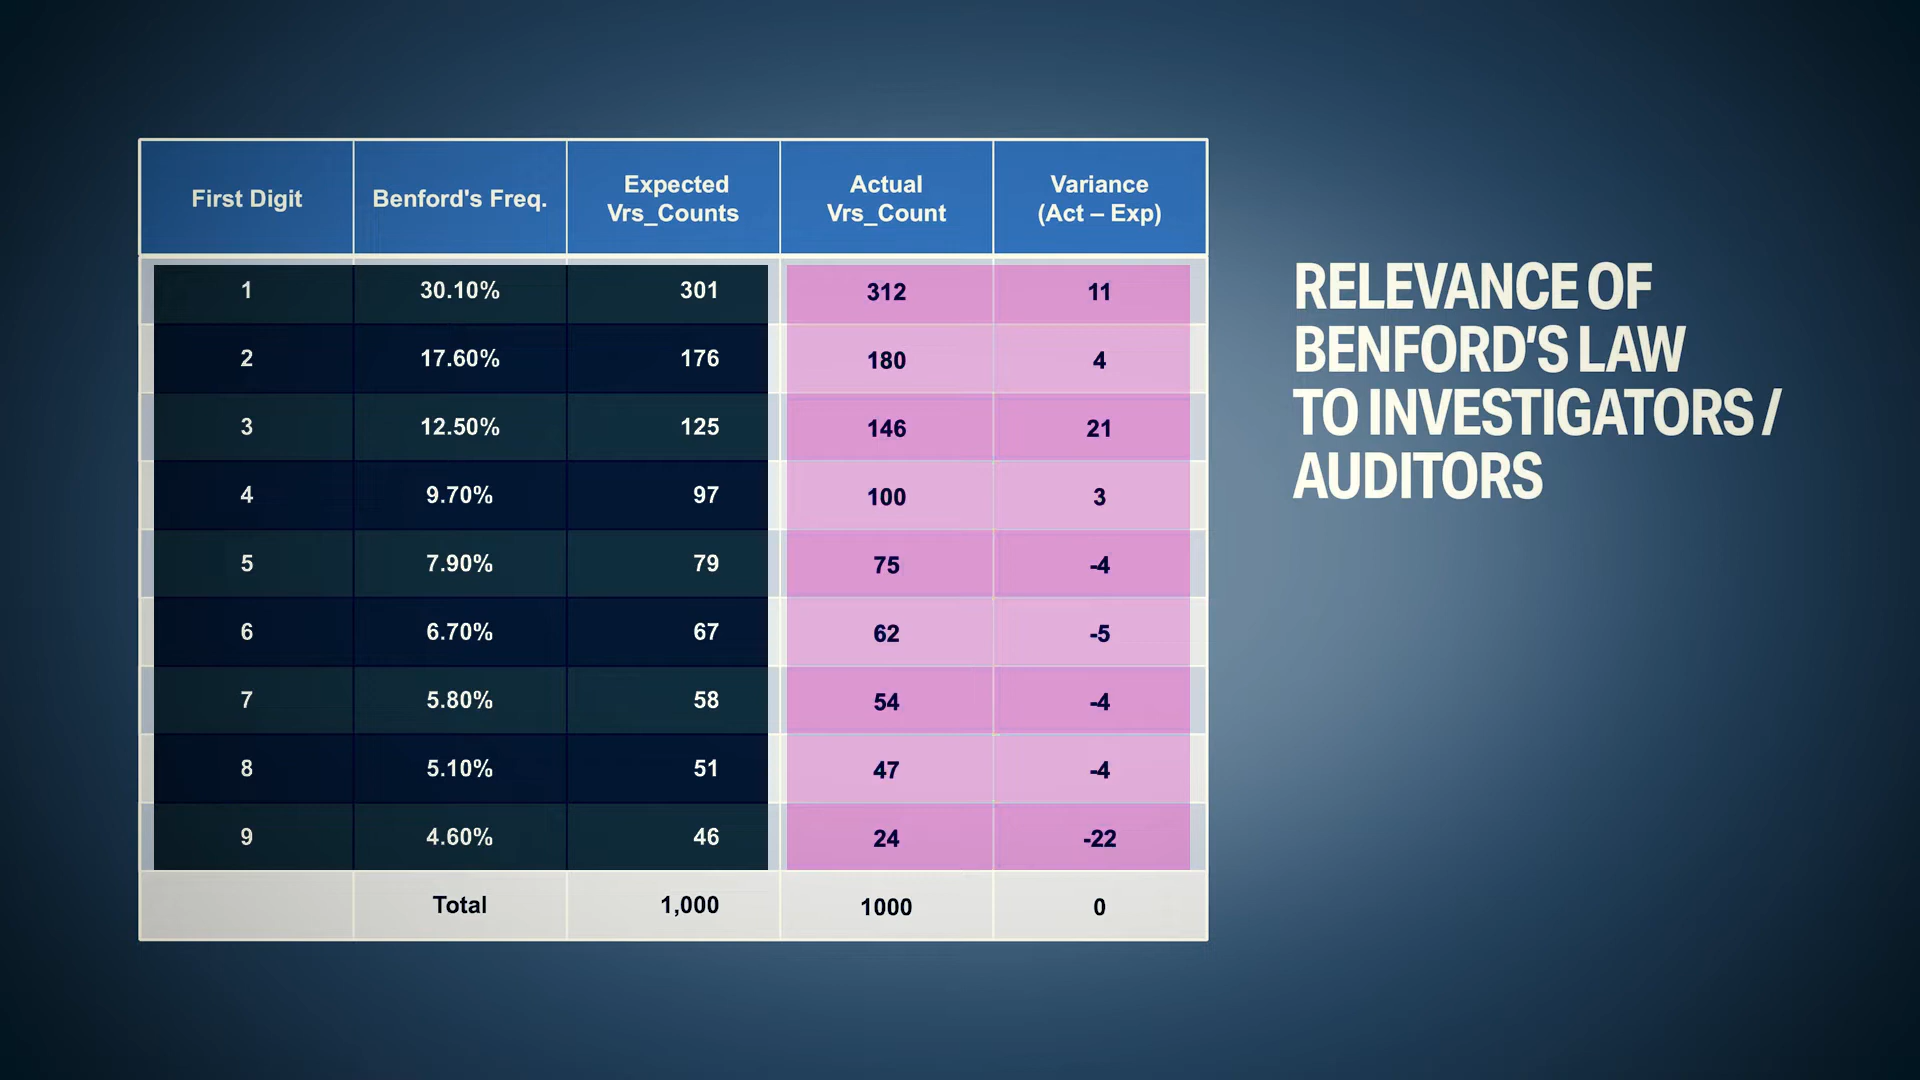 First Digit Benford's Freq. Expected Vrs_Counts Actual Vrs_Count Variance (Act – Exp)
1 30.10% 301 312 11
2 17.60% 176 180 4
3 12.50% 125 146 21
4 9.70% 97 100 3
5 7.90% 79 75 -4
6 6.70% 67 62 -5
7 5.80% 58 54 -4
8 5.10% 51 47 -4
9 4.60% 46 24 -22
Total 1,000 1000 0
RELEVANCE OF
BENFORD'S LAW
TO INVESTIGATORS /
AUDITORS